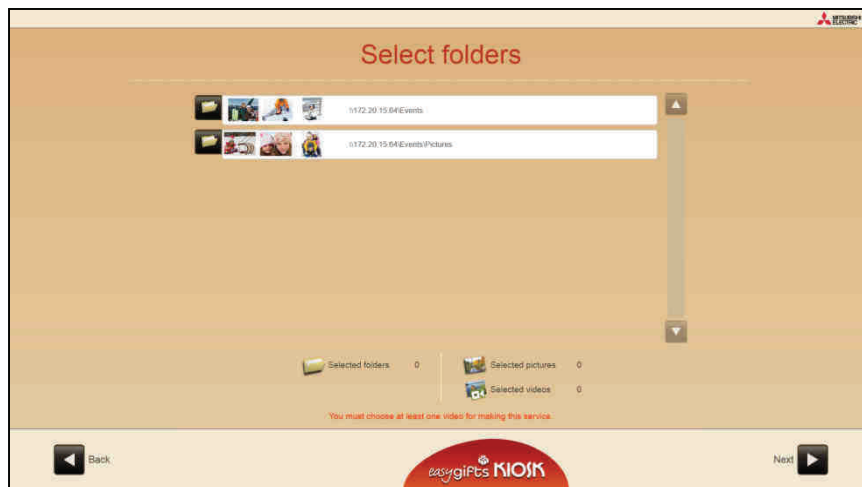 MITSUBISHI
ELECTRIC
Select folders
\\172.20.15.64\Events
\\172.20.15.64\Events\Pictures
Selected folders 0
Selected pictures 0
Selected videos 0
You must choose at least one video for making this service.
Back
easygifts KIOSK
Next